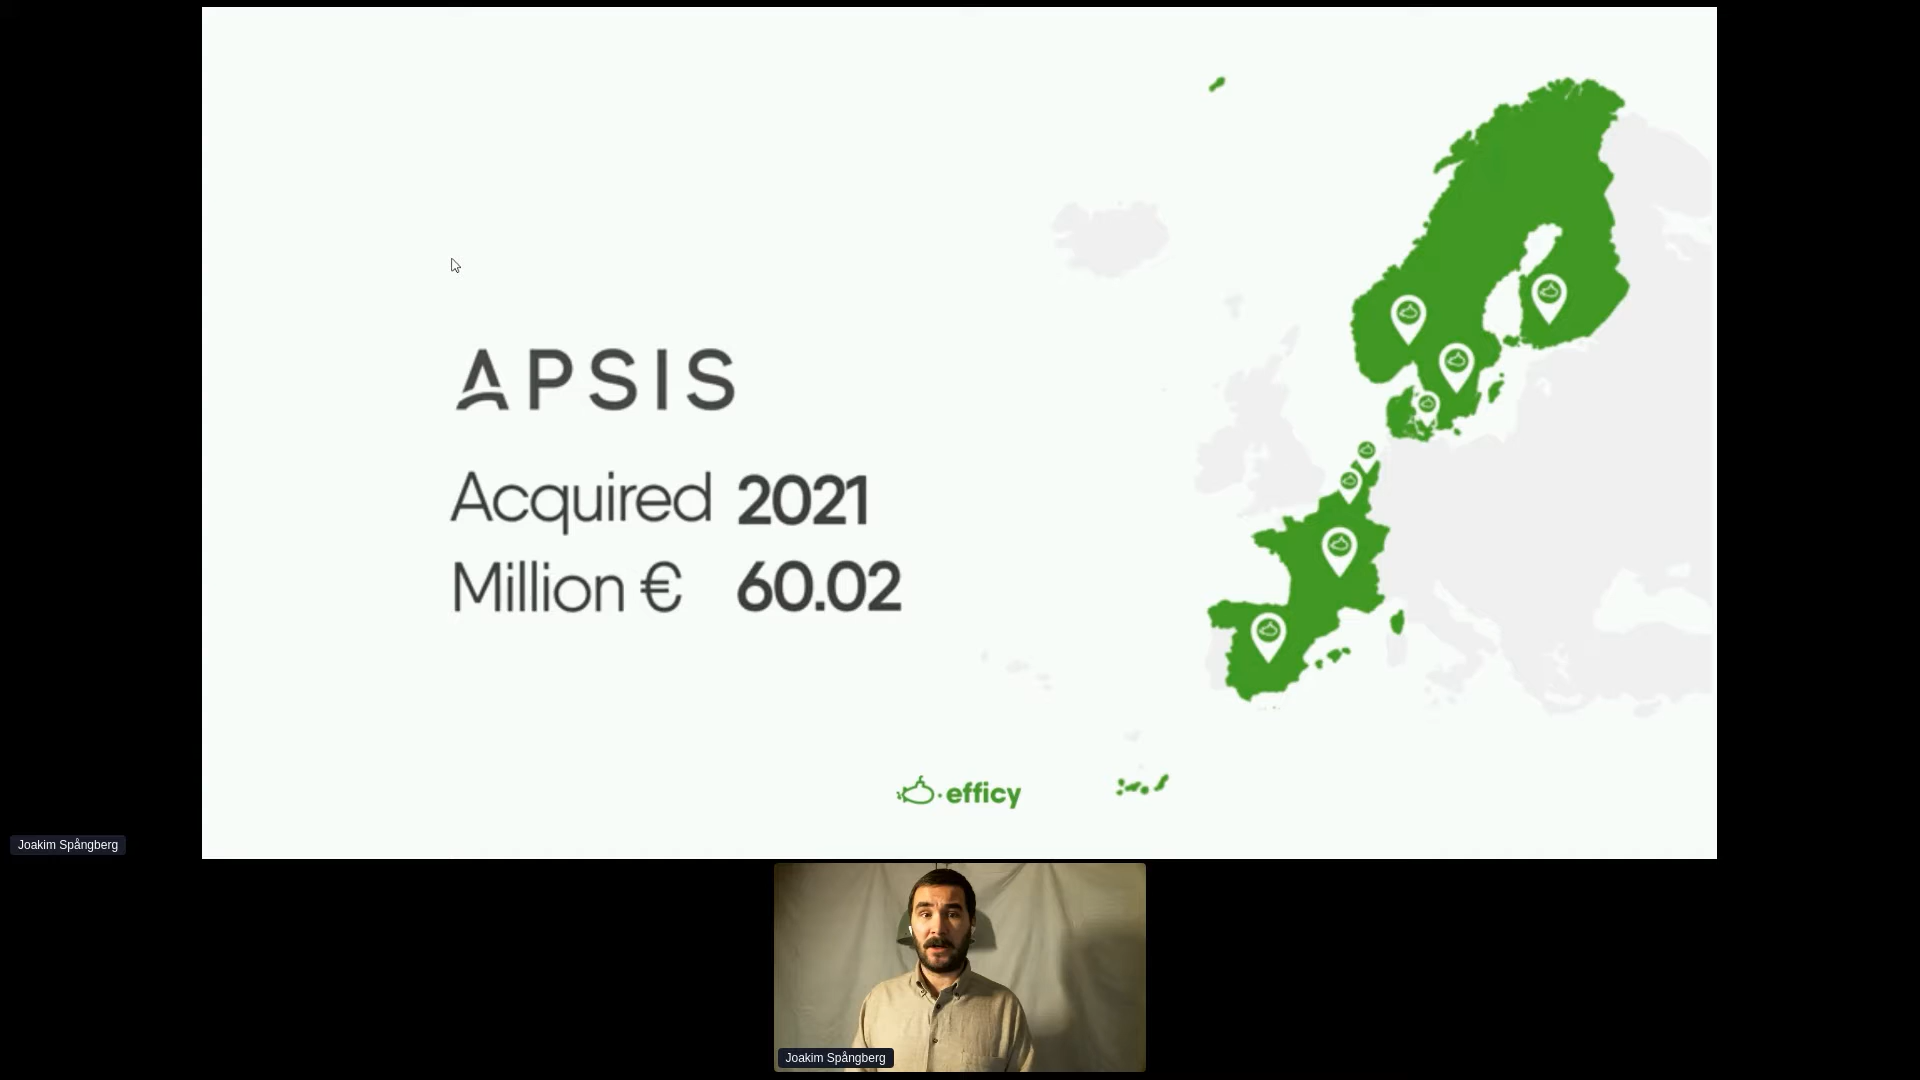 APSIS
Acquired 2021
Million € 60.02
efficy
Joakim Spångberg
Joakim Spångberg